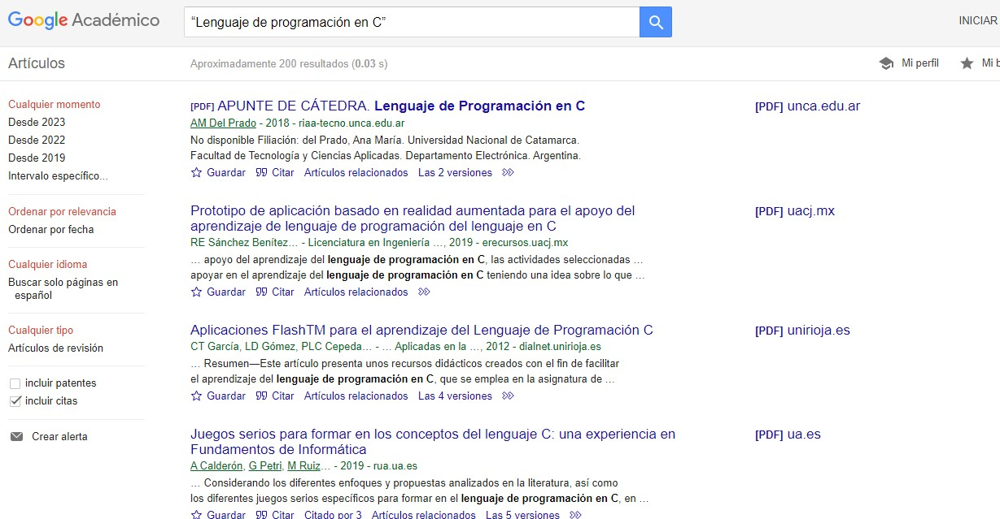 Google Académico
“Lenguaje de programación en C”
INICIAR
Artículos
Aproximadamente 200 resultados (0.03 s)
Mi perfil
Mi b
Cualquier momento
Desde 2023
Desde 2022
Desde 2019
Intervalo específico...
Ordenar por relevancia
Ordenar por fecha
Cualquier idioma
Buscar solo páginas en
español
Cualquier tipo
Artículos de revisión
incluir patentes
incluir citas
Crear alerta
[PDF] APUNTE DE CÁTEDRA. Lenguaje de Programación en C
AM Del Prado - 2018 - riaa-tecno.unca.edu.ar
No disponible Filiación: del Prado, Ana María. Universidad Nacional de Catamarca.
Facultad de Tecnología y Ciencias Aplicadas. Departamento Electrónica. Argentina.
Guardar Citar Artículos relacionados Las 2 versiones
[PDF] unca.edu.ar
Prototipo de aplicación basado en realidad aumentada para el apoyo del
aprendizaje de lenguaje de programación del lenguaje en C
RE Sánchez Benítez… - Licenciatura en Ingeniería …, 2019 - erecursos.uacj.mx
… apoyo del aprendizaje del lenguaje de programación en C, las actividades seleccionadas …
apoyar en el aprendizaje del lenguaje de programación en C teniendo una idea sobre lo que …
Guardar Citar Artículos relacionados
[PDF] uacj.mx
Aplicaciones FlashTM para el aprendizaje del Lenguaje de Programación C
CT García, LD Gómez, PLC Cepeda… - … Aplicadas en la …, 2012 - dialnet.unirioja.es
… Resumen—Este artículo presenta unos recursos didácticos creados con el fin de facilitar
el aprendizaje del lenguaje de programación en C, que se emplea en la asignatura de …
Guardar Citar Artículos relacionados Las 4 versiones
[PDF] unirioja.es
Juegos serios para formar en los conceptos del lenguaje C: una experiencia en
Fundamentos de Informática
A Calderón, G Petri, M Ruiz… - 2019 - rua.ua.es
… Considerando los diferentes enfoques y propuestas analizados en la literatura, así como
los diferentes juegos serios específicos para formar en el lenguaje de programación en C, en …
Guardar Citar Citado por 3 Artículos relacionados Las 5 versiones
[PDF] ua.es